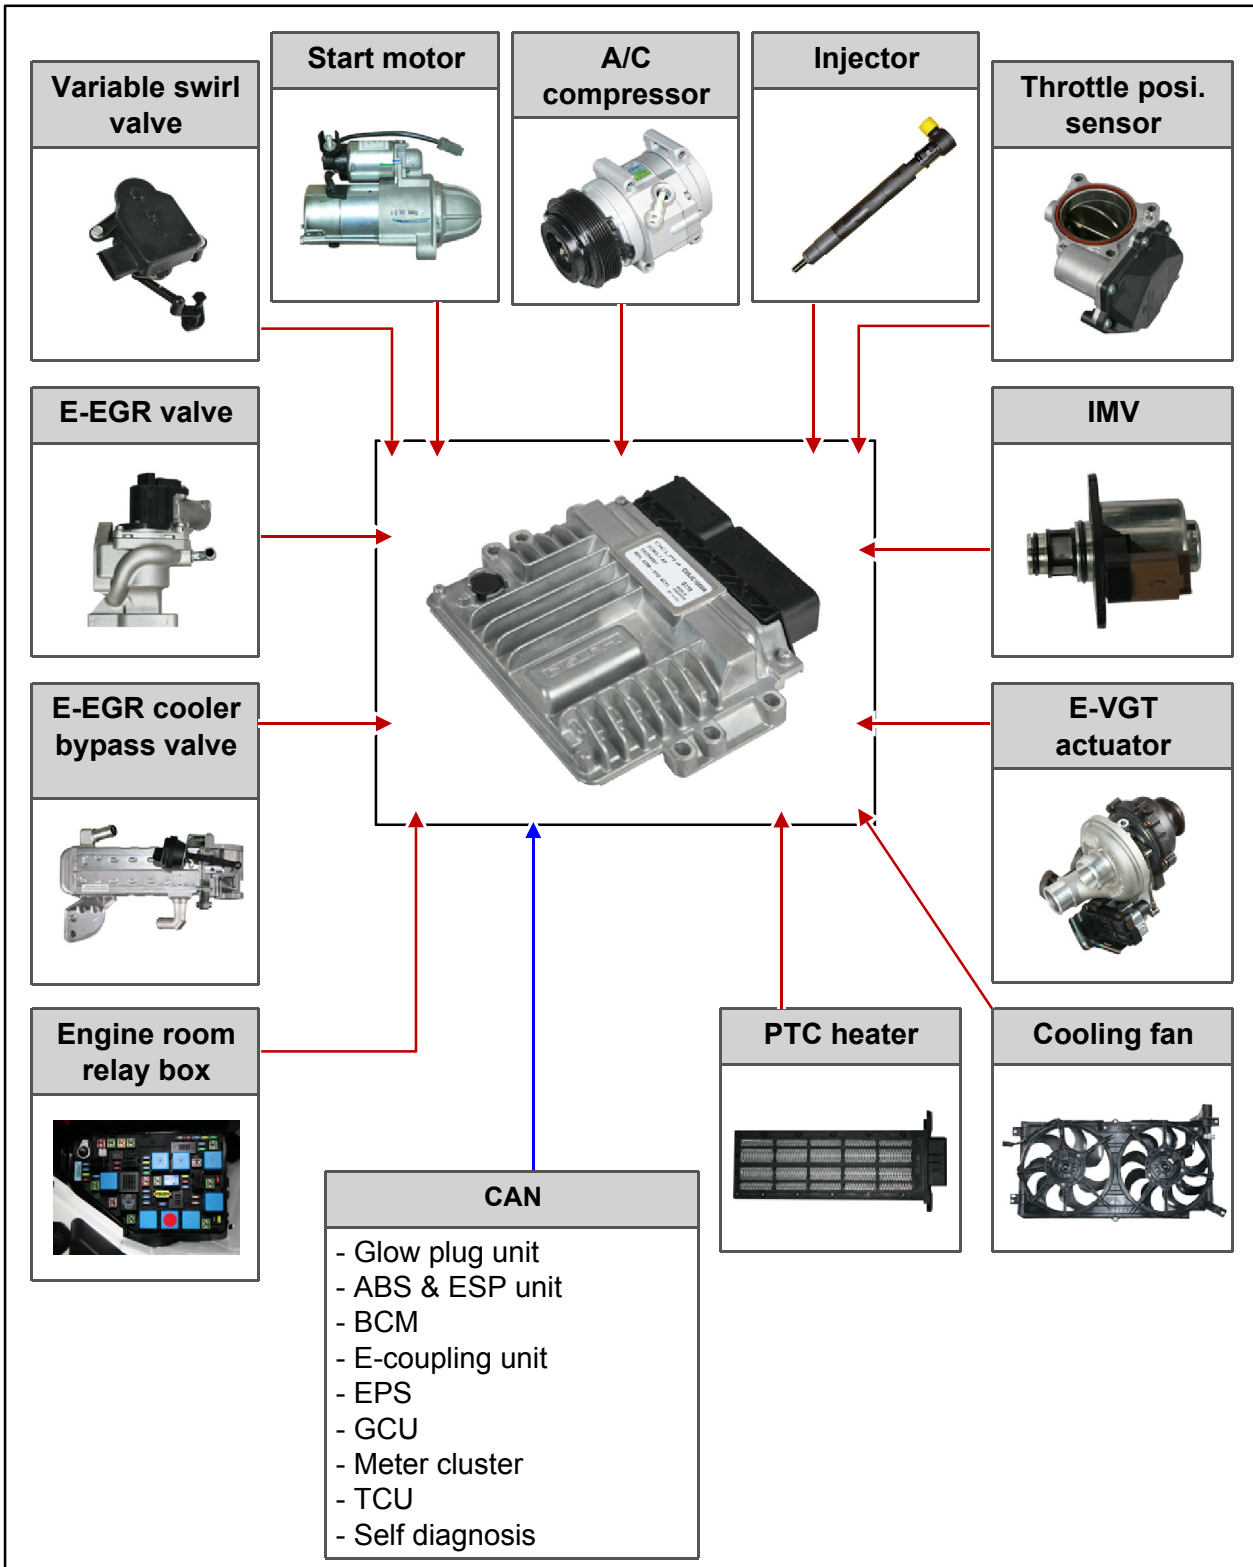 Start motor
A/C
compressor
Injector
Variable swirl
valve
Throttle posi.
sensor
E-EGR valve
IMV
E-EGR cooler
bypass valve
E-VGT
actuator
Engine room
relay box
PTC heater
Cooling fan
CAN
- Glow plug unit
- ABS & ESP unit
- BCM
- E-coupling unit
- EPS
- GCU
- Meter cluster
- TCU
- Self diagnosis